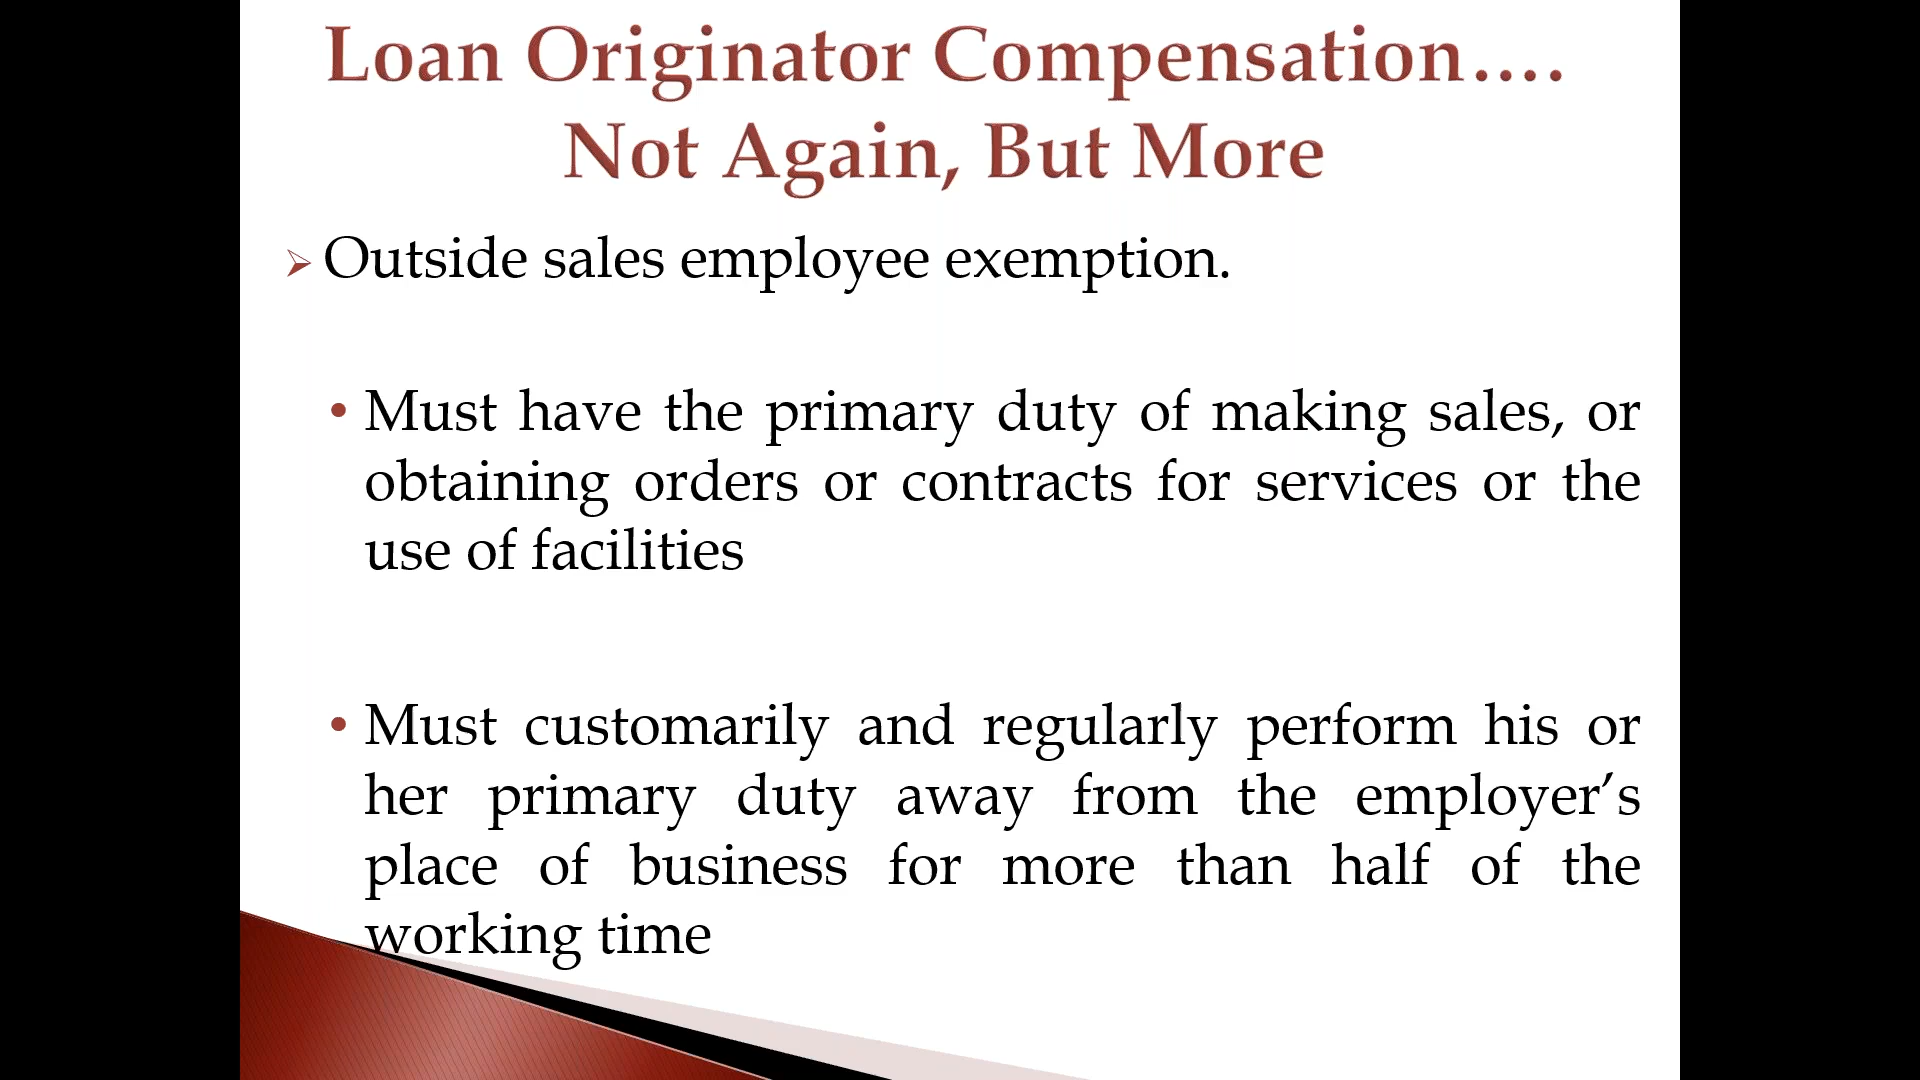 Loan Originator Compensation….
Not Again, But More
Outside sales employee exemption.
• Must have the primary duty of making sales, or
obtaining orders or contracts for services or the
use of facilities
• Must customarily and regularly perform his or
her primary duty away from the employer’s
place of business for more than half of the
working time